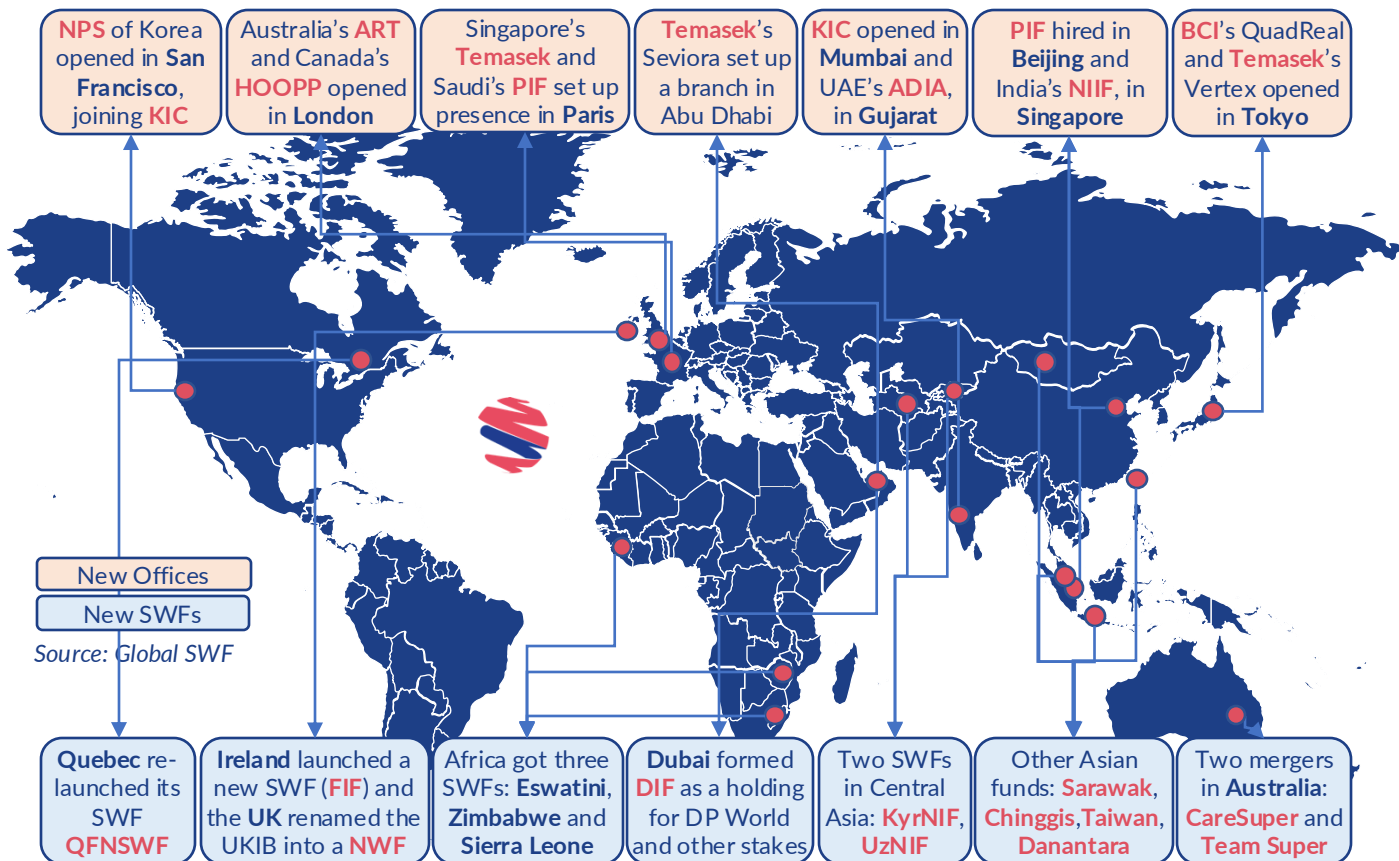 NPS of Korea
opened in San
Francisco,
joining KIC
Australia's ART
and Canada's
HOOPP opened
in London
Singapore's
Temasek and
Saudi's PIF set up
presence in Paris
Temasek's
Seviora set up
a branch in
Abu Dhabi
KIC opened in
Mumbai and
UAE's ADIA,
in Gujarat
PIF hired in
Beijing and
India's NIIF, in
Singapore
BCI's QuadReal
and Temasek's
Vertex opened
in Tokyo
New Offices
New SWFs
Source: Global SWF
Quebec re-
launched its
SWF
QFNSWF
Ireland launched a
new SWF (FIF) and
the UK renamed the
UKIB into a NWF
Africa got three
SWFs: Eswatini,
Zimbabwe and
Sierra Leone
Dubai formed
DIF as a holding
for DP World
and other stakes
Two SWFs
in Central
Asia: KyrNIF,
UzNIF
Other Asian
funds: Sarawak,
Chinggis,Taiwan,
Danantara
Two mergers
in Australia:
CareSuper and
Team Super